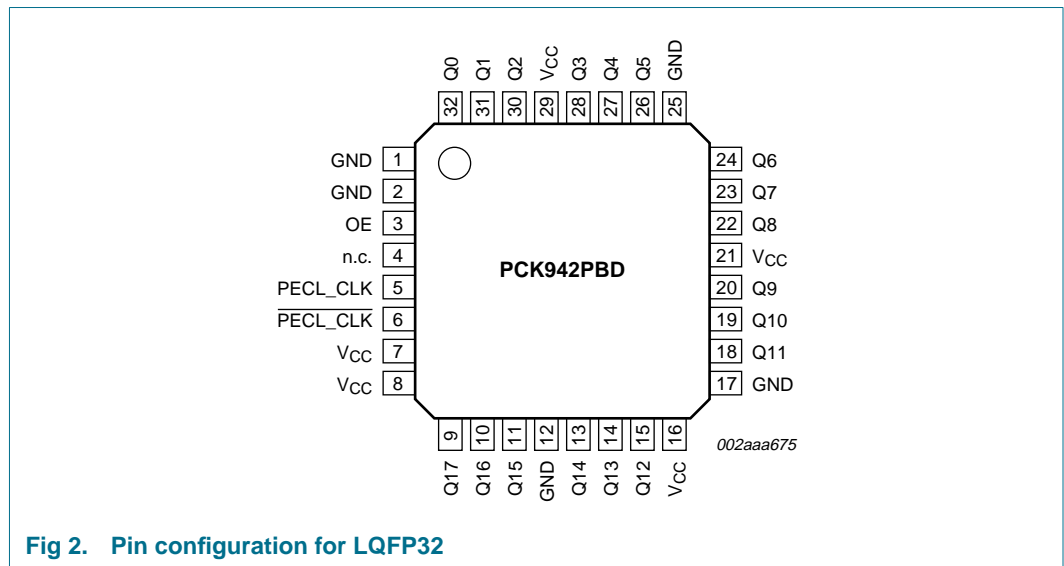 Q0 Q1 Q2 VCC Q3 Q4 Q5 GND
32 31 30 29 28 27 26 25
GND 1
GND 2
OE 3
n.c. 4
PECL_CLK 5
PECL_CLK 6
VCC 7
VCC 8
PCK942PBD
24 Q6
23 Q7
22 Q8
21 VCC
20 Q9
19 Q10
18 Q11
17 GND
9 10 11 12 13 14 15 16
Q17 Q16 Q15 GND Q14 Q13 Q12 VCC
002aaa675
Fig 2. Pin configuration for LQFP32